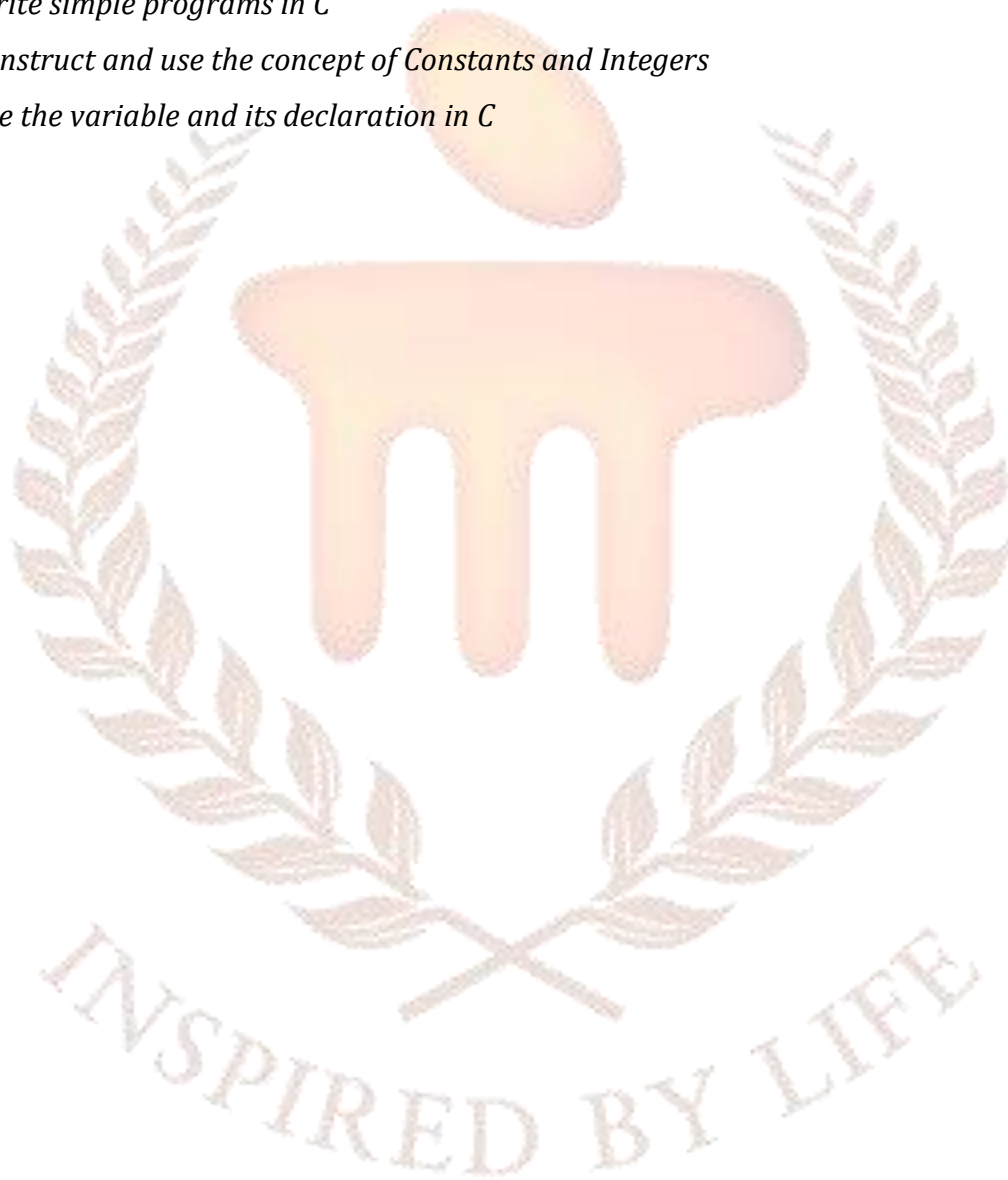 rite simple programs in C
nstruct and use the concept of Constants and Integers
e the variable and its declaration in C
INSPIRED BY LIFE